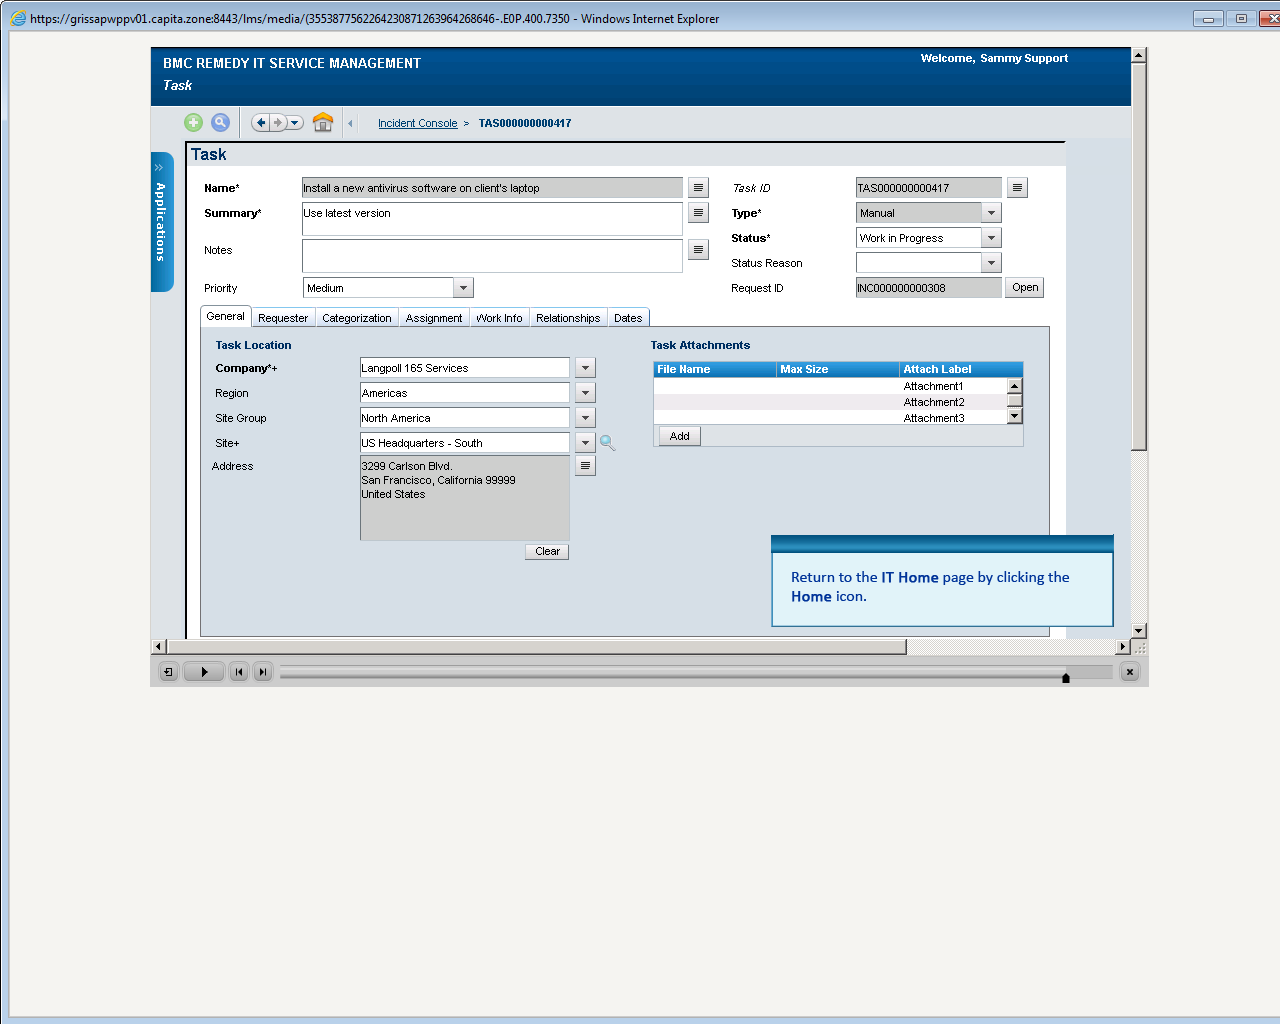 https://grissapwppv01.capita.zone:8443/lms/media/(355387756226423087126396426​8646-.E0P.400.7350 - Windows Internet Explorer
BMC REMEDY IT SERVICE MANAGEMENT
Welcome, Sammy Support
Task
Incident Console > TAS000000000417
Applications
Task
Name* Install a new antivirus software on client's laptop
Task ID TAS000000000417
Summary* Use latest version
Type* Manual
Status* Work in Progress
Notes
Status Reason
Priority Medium
Request ID INC000000000308 Open
General Requester Categorization Assignment Work Info Relationships Dates
Task Location
Company*+ Langpoll 165 Services
Region Americas
Site Group North America
Site+ US Headquarters - South
Address 3299 Carlson Blvd.
San Francisco, California 99999
United States
Clear
Task Attachments
File Name Max Size Attach Label
Attachment1
Attachment2
Attachment3
Add
Return to the IT Home page by clicking the
Home icon.